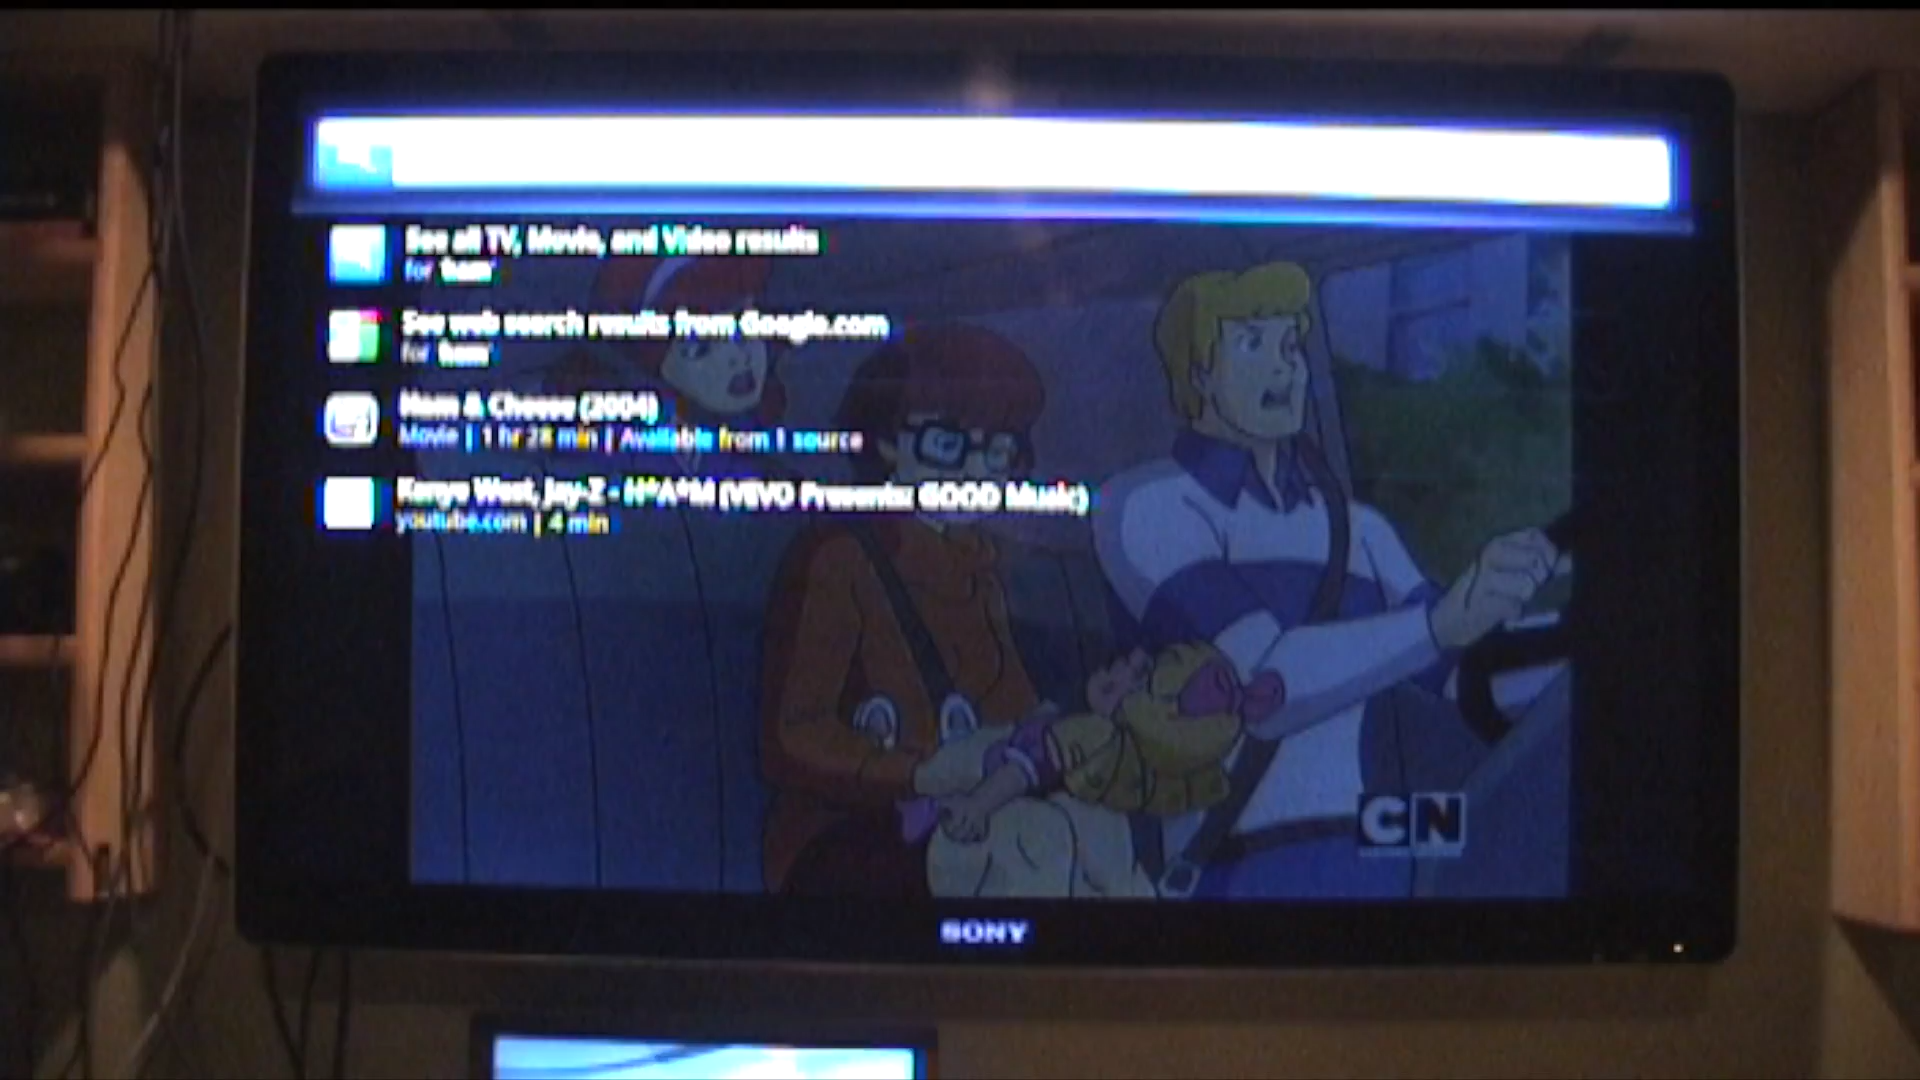 See all TV, Movie, and Video results
for ham
See web search results from Google.com
for ham
Ham & Cheese (2004)
Movie | 1 hr 28 min | Available from 1 source
Kanye West, Jay-Z - H*A*M (VEVO Presents: GOOD Music)
youtube.com | 4 min
CN
SONY